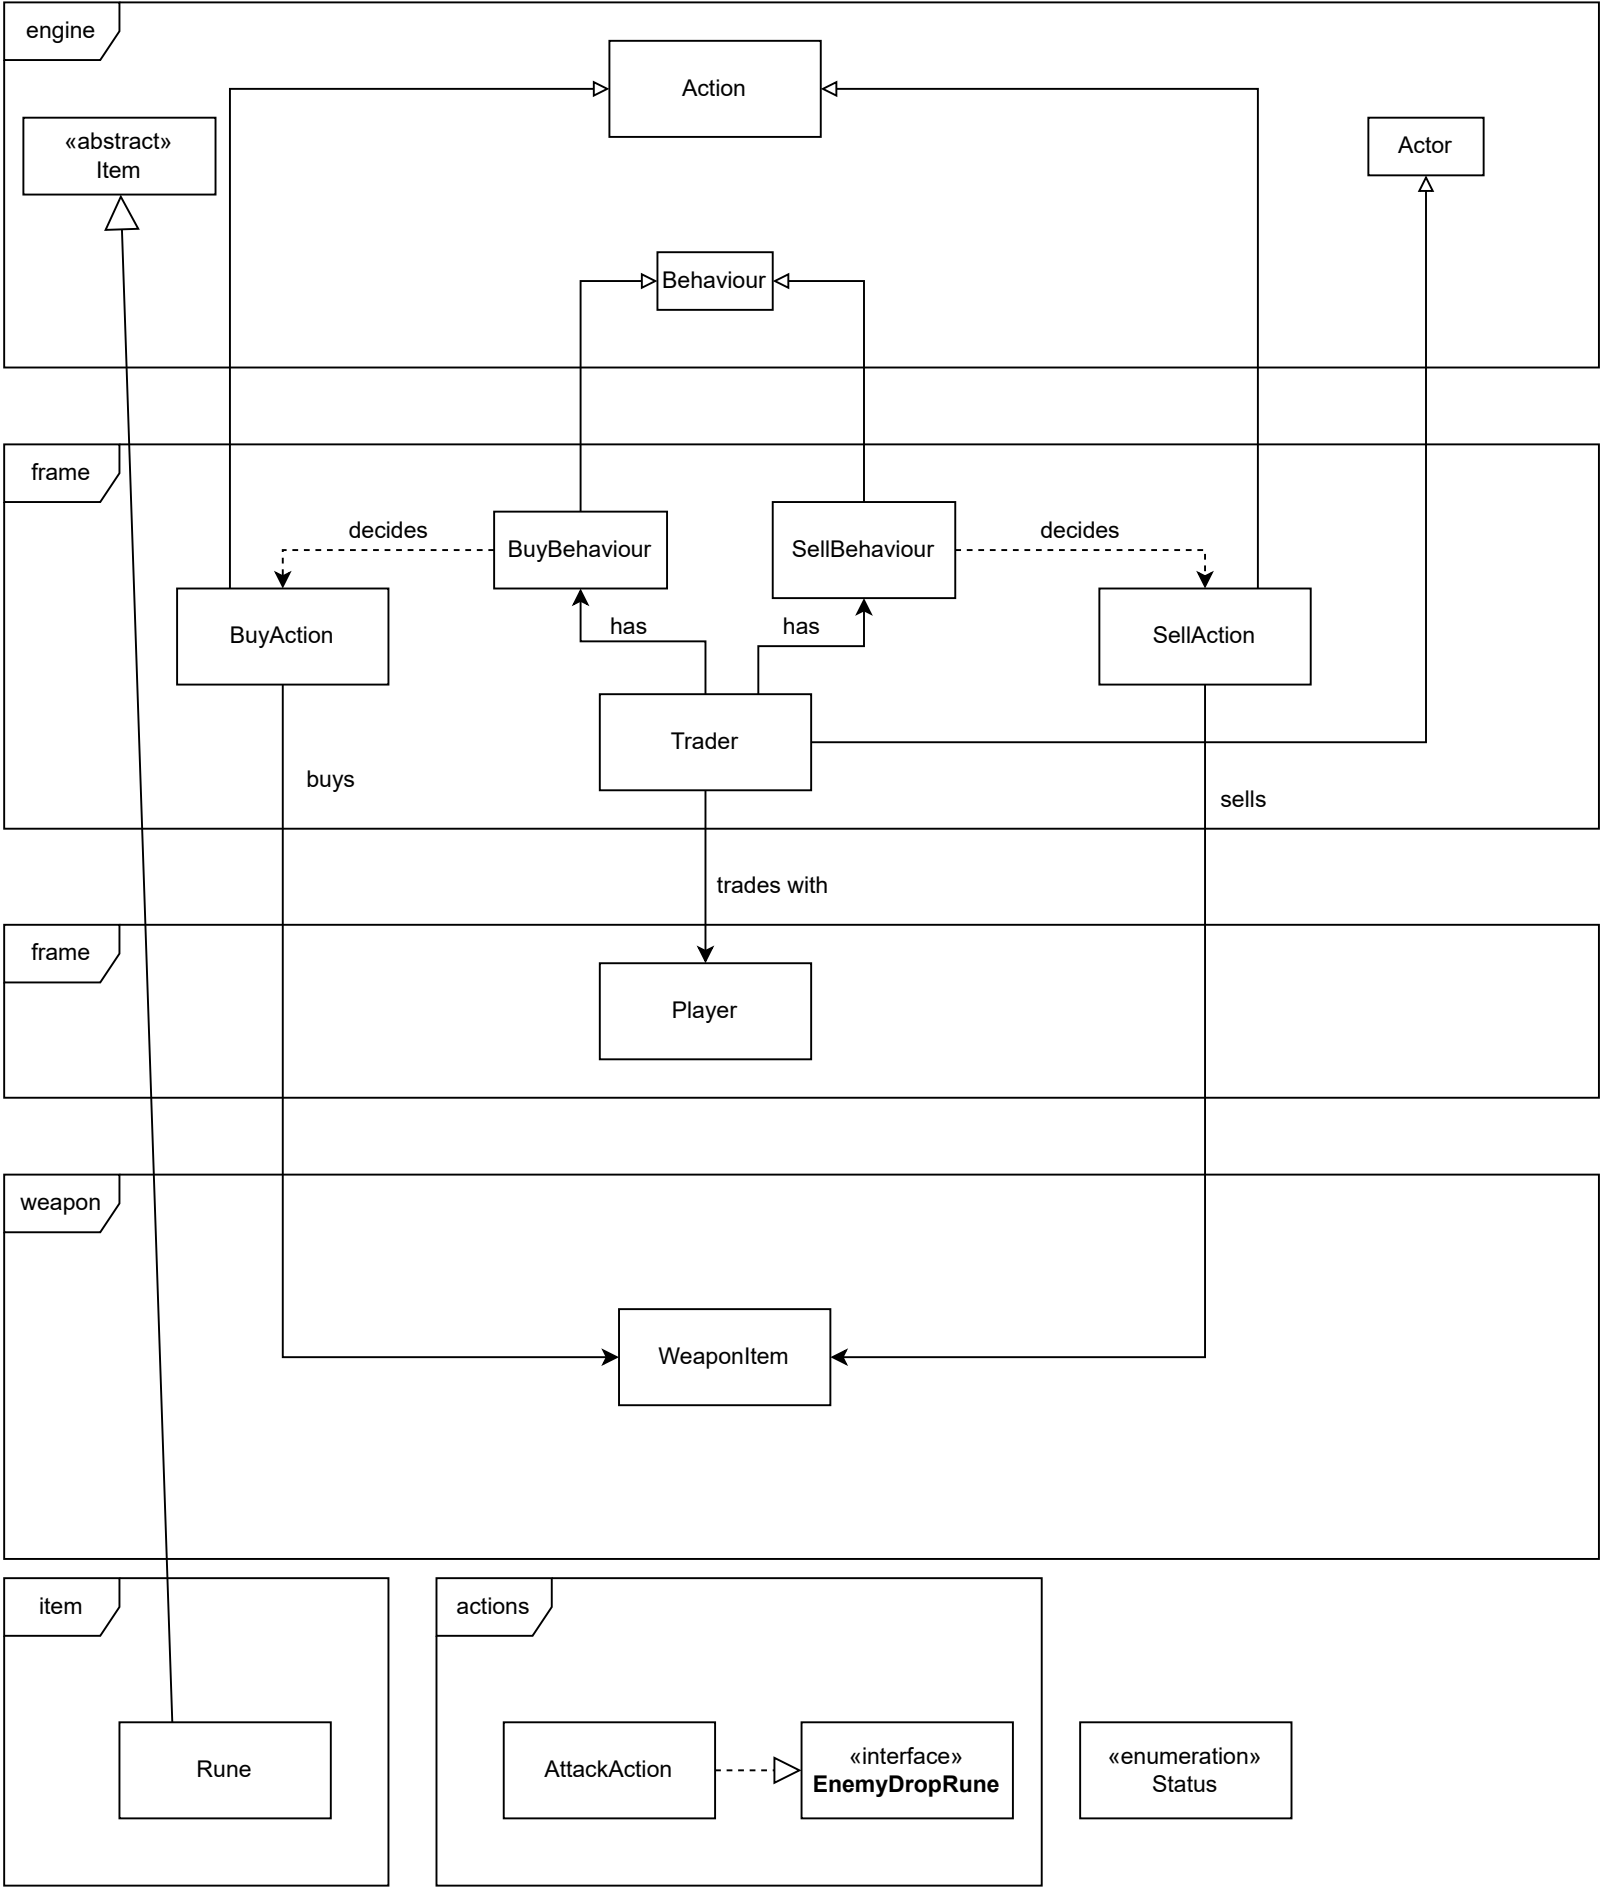 engine
Action
«abstract»
Item
Actor
Behaviour
frame
decides
BuyBehaviour
SellBehaviour
decides
BuyAction
has
has
SellAction
Trader
buys
sells
trades with
frame
Player
weapon
WeaponItem
item
actions
Rune
AttackAction
«interface»
EnemyDropRune
«enumeration»
Status